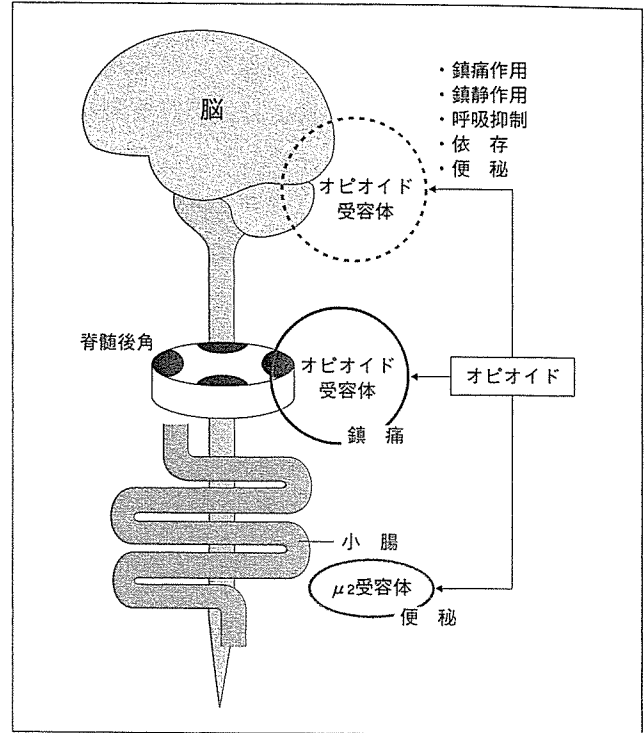 脳
・鎮痛作用
・鎮静作用
・呼吸抑制
・依　存
・便　秘
オピオイド
受容体
脊髄後角
オピオイド
受容体
鎮　痛
オピオイド
小　腸
μ2受容体
便　秘